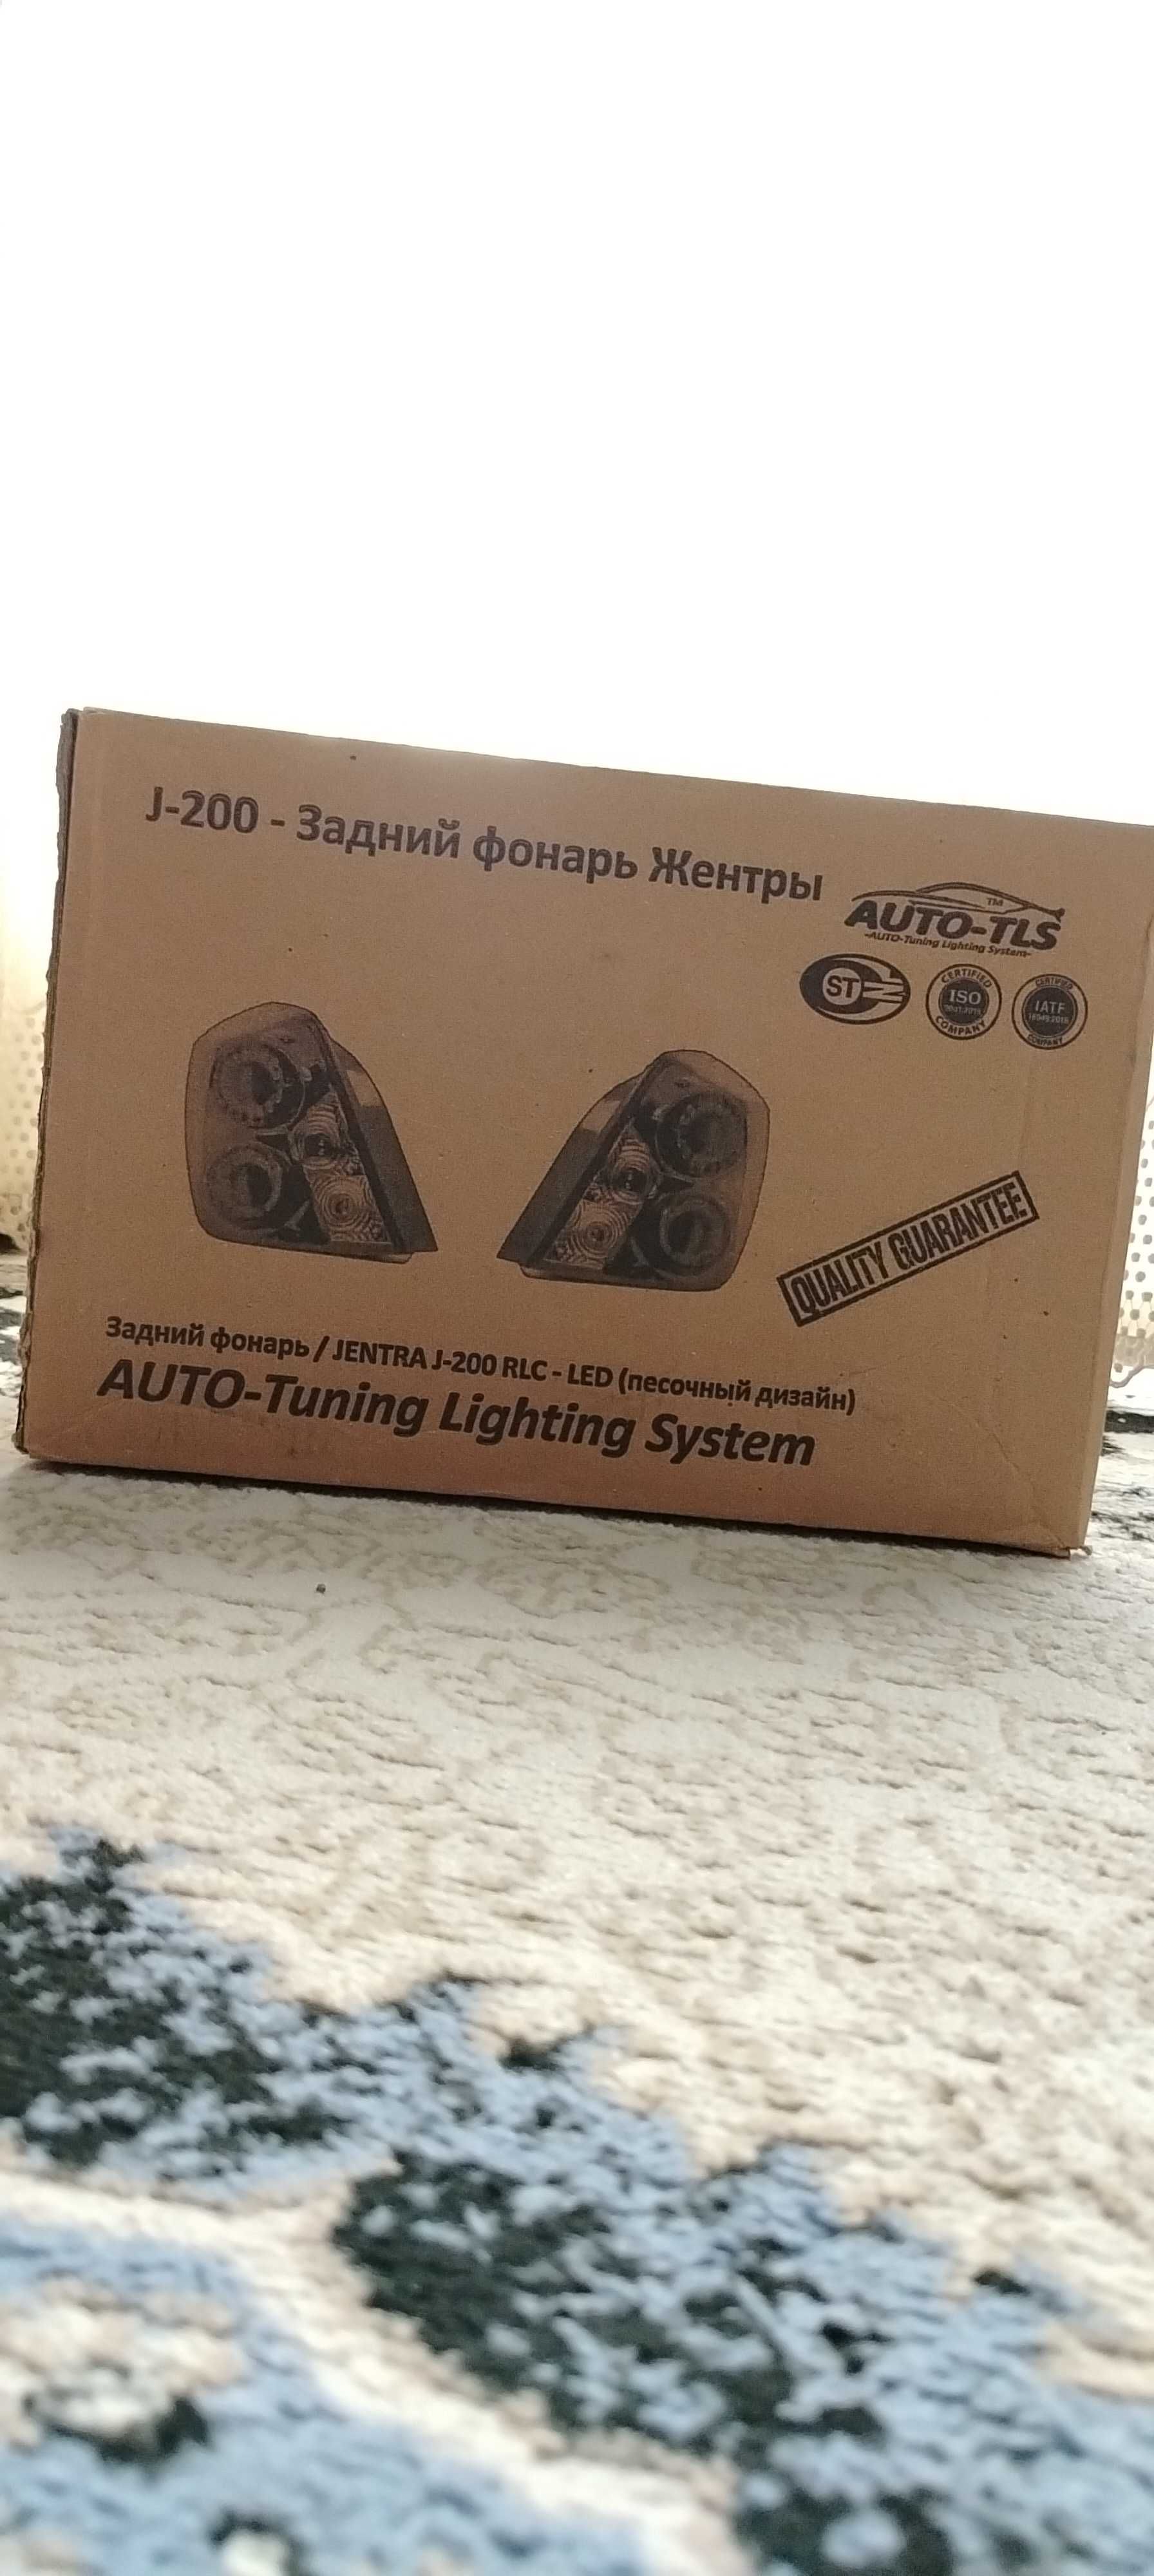 J-200 - Задний фонарь Жентры
AUTO-TLS
TM
-AUTO-Tuning Lighting System-
ST
CERTIFIED
ISO
COMPANY
CERTIFIED
IATF
COMPANY
QUALITY GUARANTEE
Задний фонарь / JENTRA J-200 RLC - LED (песочный дизайн)
AUTO-Tuning Lighting System